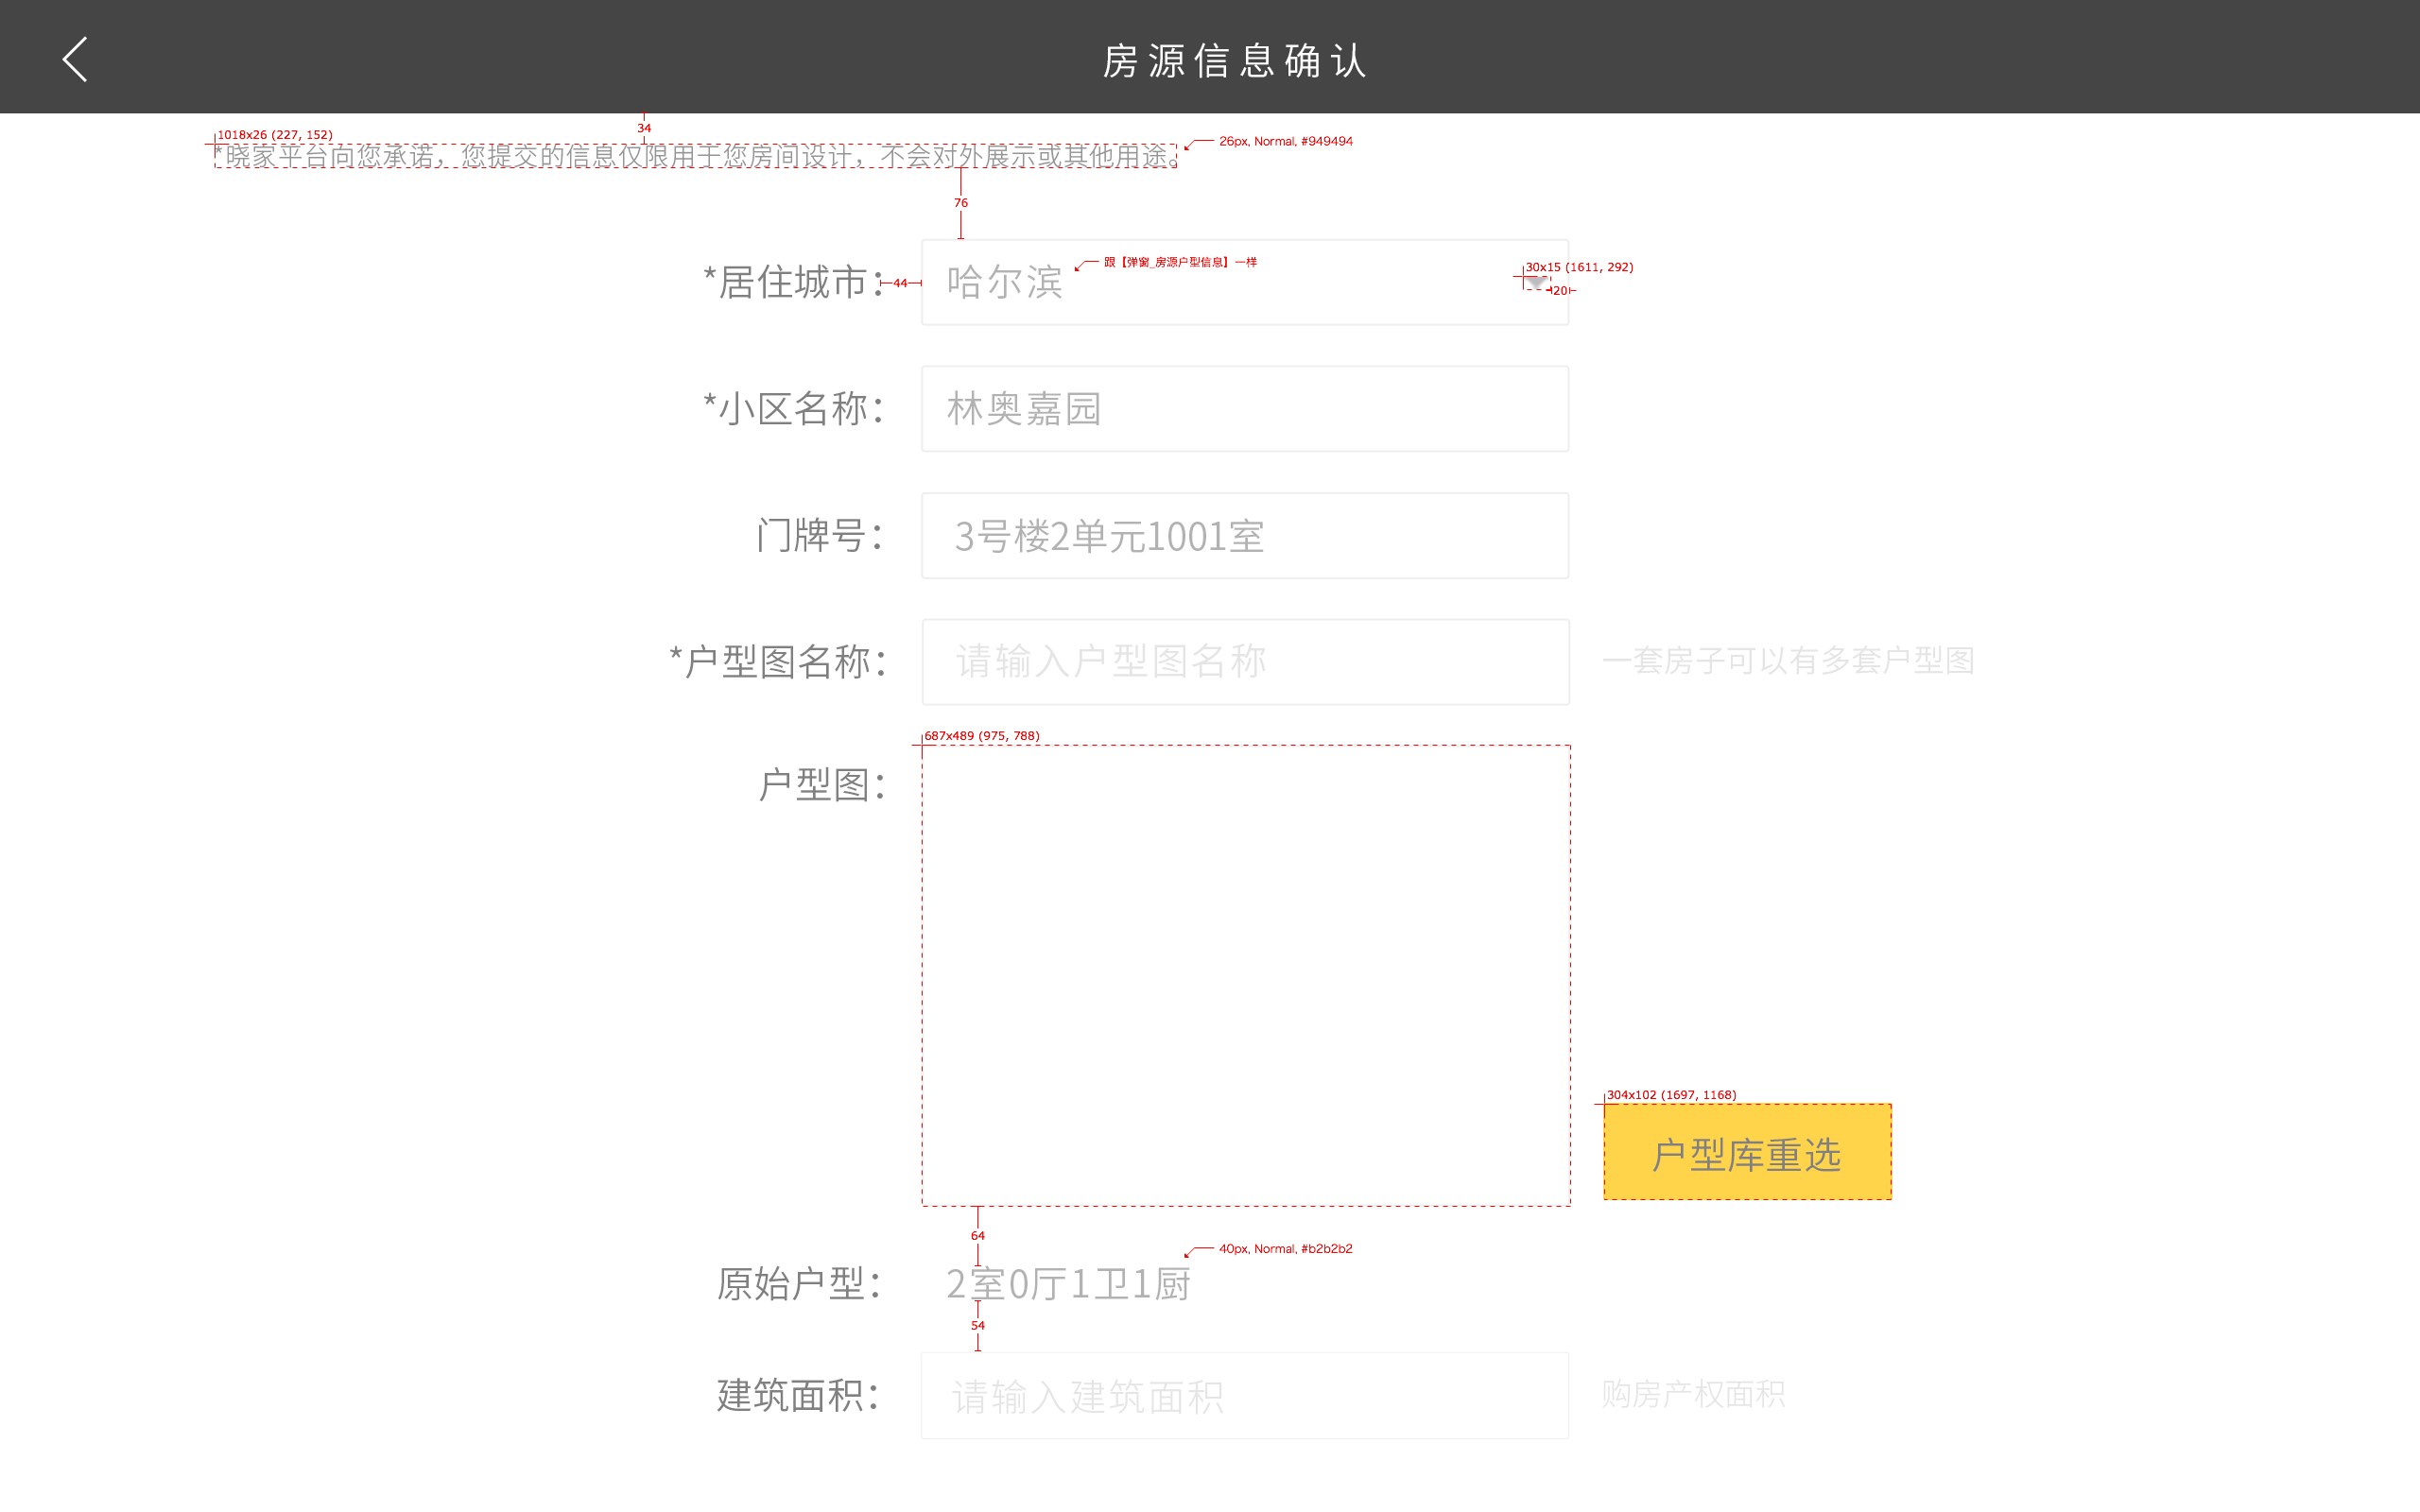 房源信息确认
34
1018x26 (227, 152)
26px, Normal, #949494
*晓家平台向您承诺，您提交的信息仅限用于您房间设计，不会对外展示或其他用途。
76
*居住城市：
44
哈尔滨
跟【弹窗_房源户型信息】一样
30x15 (1611, 292)
20
*小区名称：
林奥嘉园
门牌号：
3号楼2单元1001室
*户型图名称：
请输入户型图名称
一套房子可以有多套户型图
687x489 (975, 788)
户型图：
304x102 (1697, 1168)
户型库重选
64
40px, Normal, #b2b2b2
原始户型：
2室0厅1卫1厨
54
建筑面积：
请输入建筑面积
购房产权面积